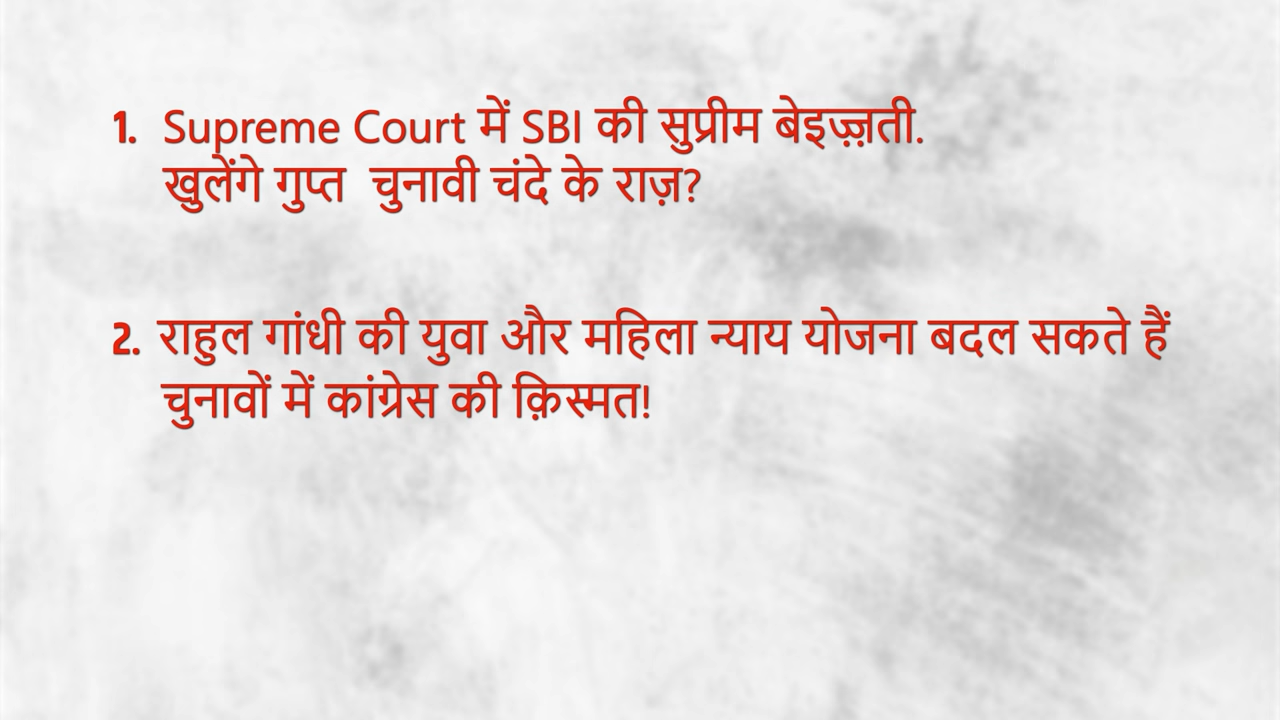 1. Supreme Court में SBI की सुप्रीम बेइज़्ज़ती.
खुलेंगे गुप्त चुनावी चंदे के राज़?
2. राहुल गांधी की युवा और महिला न्याय योजना बदल सकते हैं
चुनावों में कांग्रेस की क़िस्मत!